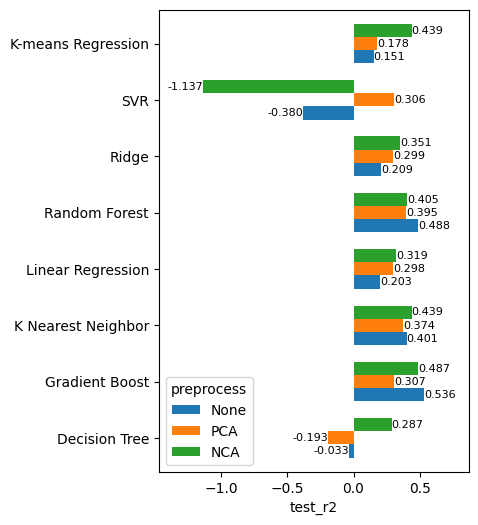 K-means Regression
0.439
0.178
0.151
SVR
-1.137
0.306
-0.380
Ridge
0.351
0.299
0.209
Random Forest
0.405
0.395
0.488
Linear Regression
0.319
0.298
0.203
K Nearest Neighbor
0.439
0.374
0.401
Gradient Boost
0.487
0.307
0.536
Decision Tree
0.287
-0.193
-0.033
preprocess
None
PCA
NCA
−1.0 −0.5 0.0 0.5
test_r2